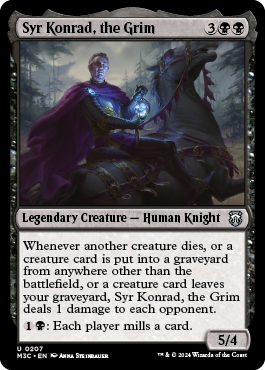 Syr Konrad, the Grim 3
Legendary Creature — Human Knight
Whenever another creature dies, or a
creature card is put into a graveyard
from anywhere other than the
battlefield, or a creature card leaves
your graveyard, Syr Konrad, the Grim
deals 1 damage to each opponent.
1 : Each player mills a card.
5/4
U 0207
M3C • EN Anna Steinbauer
™ & © 2024 Wizards of the Coast